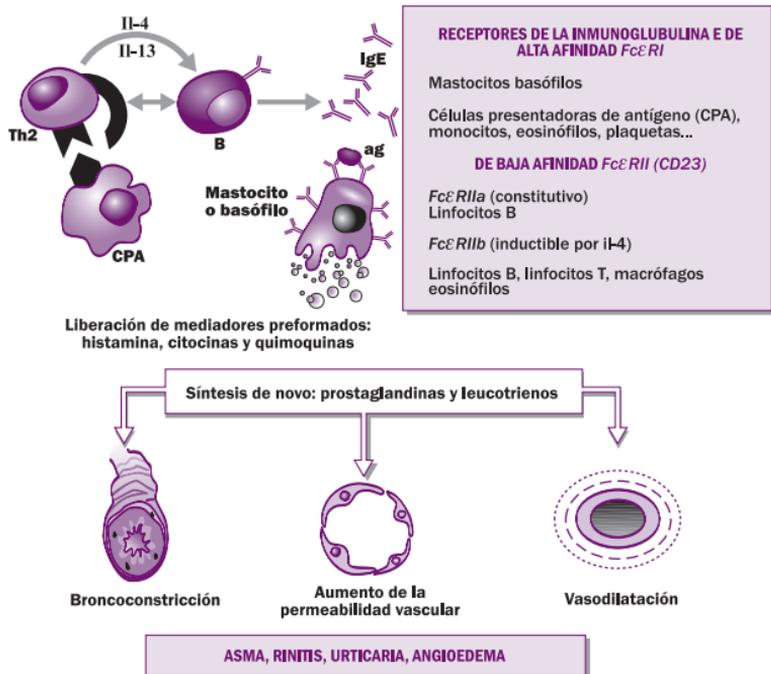 Il-4
Il-13
Th2
B
IgE
CPA
ag
Mastocito
o basófilo
RECEPTORES DE LA INMUNOGLUBULINA E DE
ALTA AFINIDAD FcεRI
Mastocitos basófilos
Células presentadoras de antígeno (CPA),
monocitos, eosinófilos, plaquetas...
DE BAJA AFINIDAD FcεRII (CD23)
FcεRIIa (constitutivo)
Linfocitos B
FcεRIIb (inductible por il-4)
Linfocitos B, linfocitos T, macrófagos
eosinófilos
Liberación de mediadores preformados:
histamina, citocinas y quimoquinas
Síntesis de novo: prostaglandinas y leucotrienos
Broncoconstricción
Aumento de la
permeabilidad vascular
Vasodilatación
ASMA, RINITIS, URTICARIA, ANGIOEDEMA